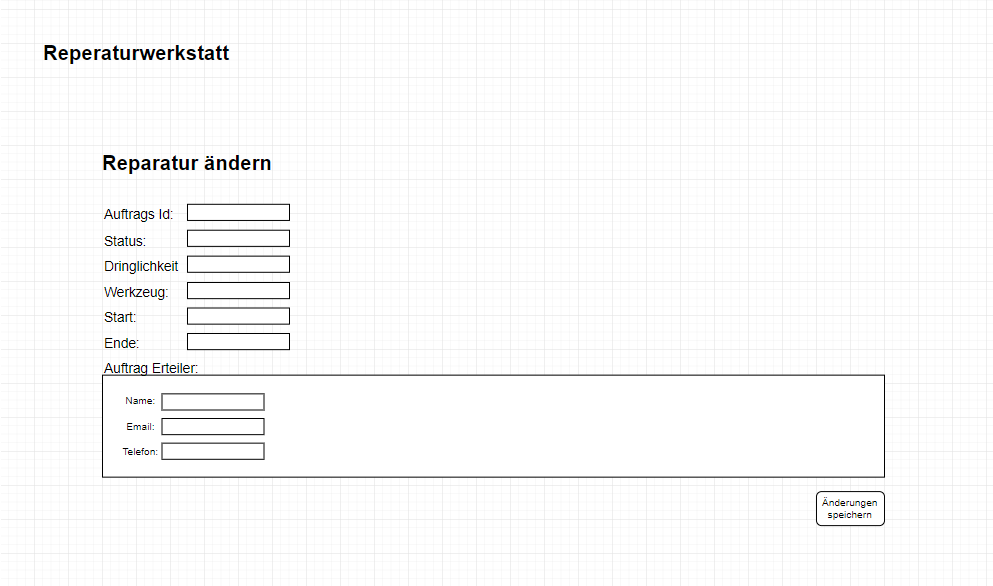 Reperaturwerkstatt
Reparatur ändern
Auftrags Id:
Status:
Dringlichkeit
Werkzeug:
Start:
Ende:
Auftrag Erteiler:
Name:
Email:
Telefon:
Änderungen
speichern